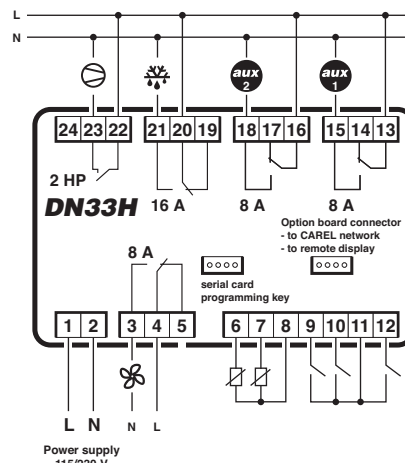 L
N
aux
2
aux
1
24 23 22 21 20 19 18 17 16 15 14 13
2 HP
16 A
8 A
8 A
DN33H
Option board connector
- to CAREL network
- to remote display
8 A
serial card
programming key
1 2 3 4 5 6 7 8 9 10 11 12
L N N L
Power supply
115/230 V